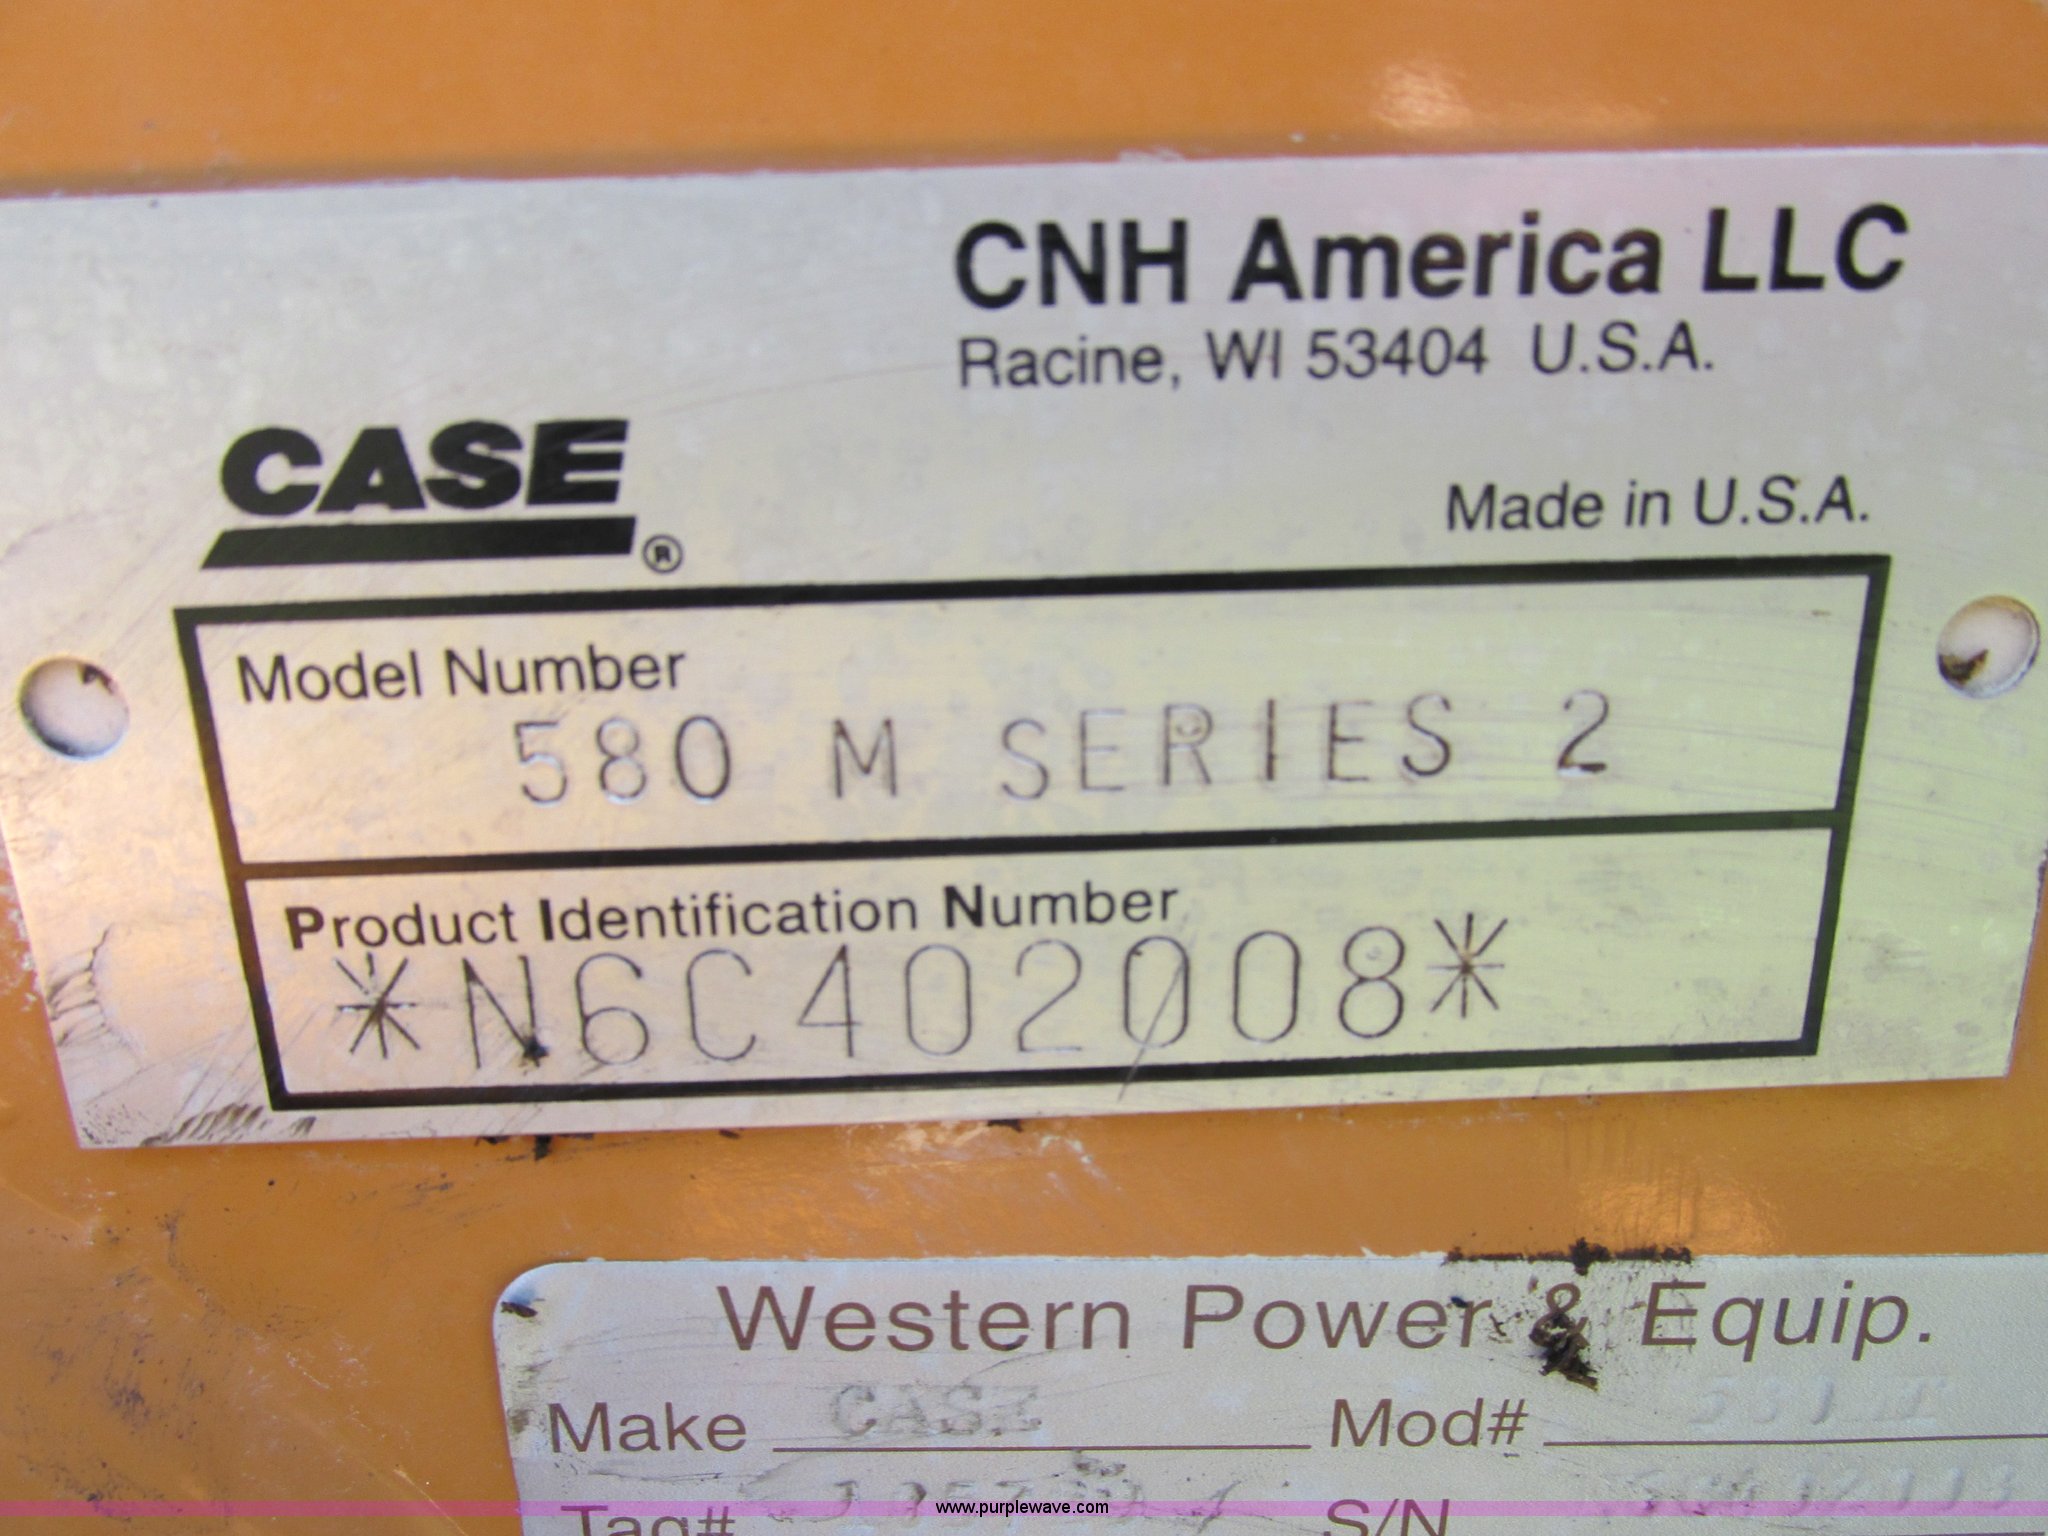 CNH America LLC
Racine, WI 53404 U.S.A.
CASE ®
Made in U.S.A.
Model Number
580 M SERIES 2
Product Identification Number
*N6C402008*
Western Power & Equip.
Make CASE Mod#
Tag# S/N
www.purplewave.com